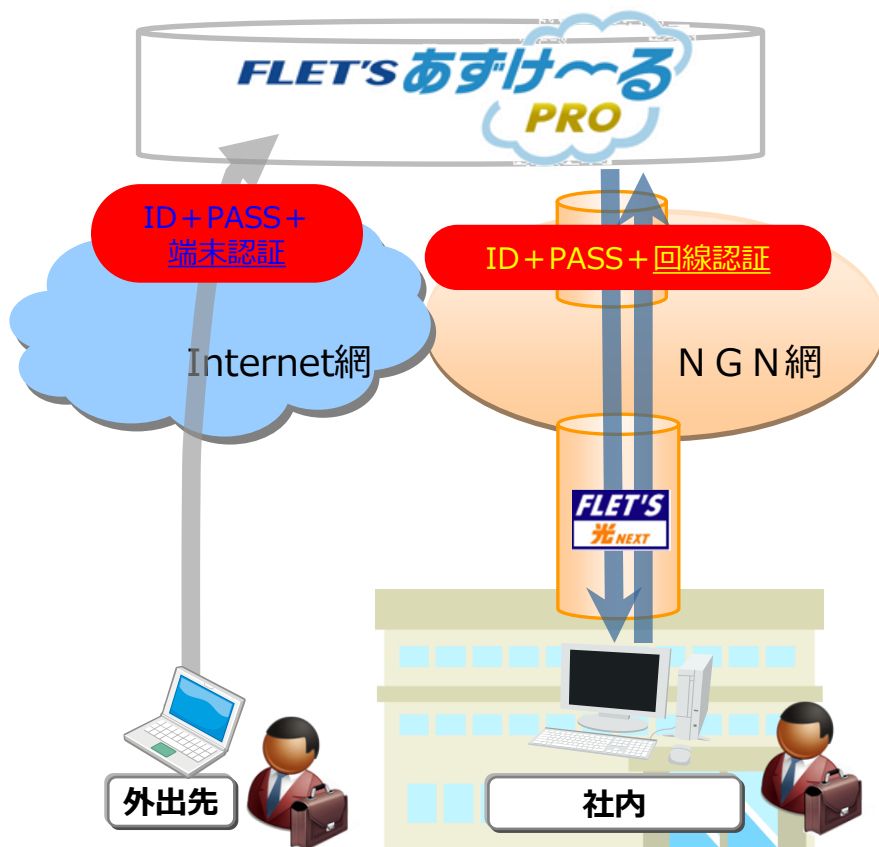 FLET'S あずけ～る
PRO
ID＋PASS＋
端末認証
ID＋PASS＋回線認証
Internet網
ＮＧＮ網
FLET'S
光 NEXT
外出先
社内